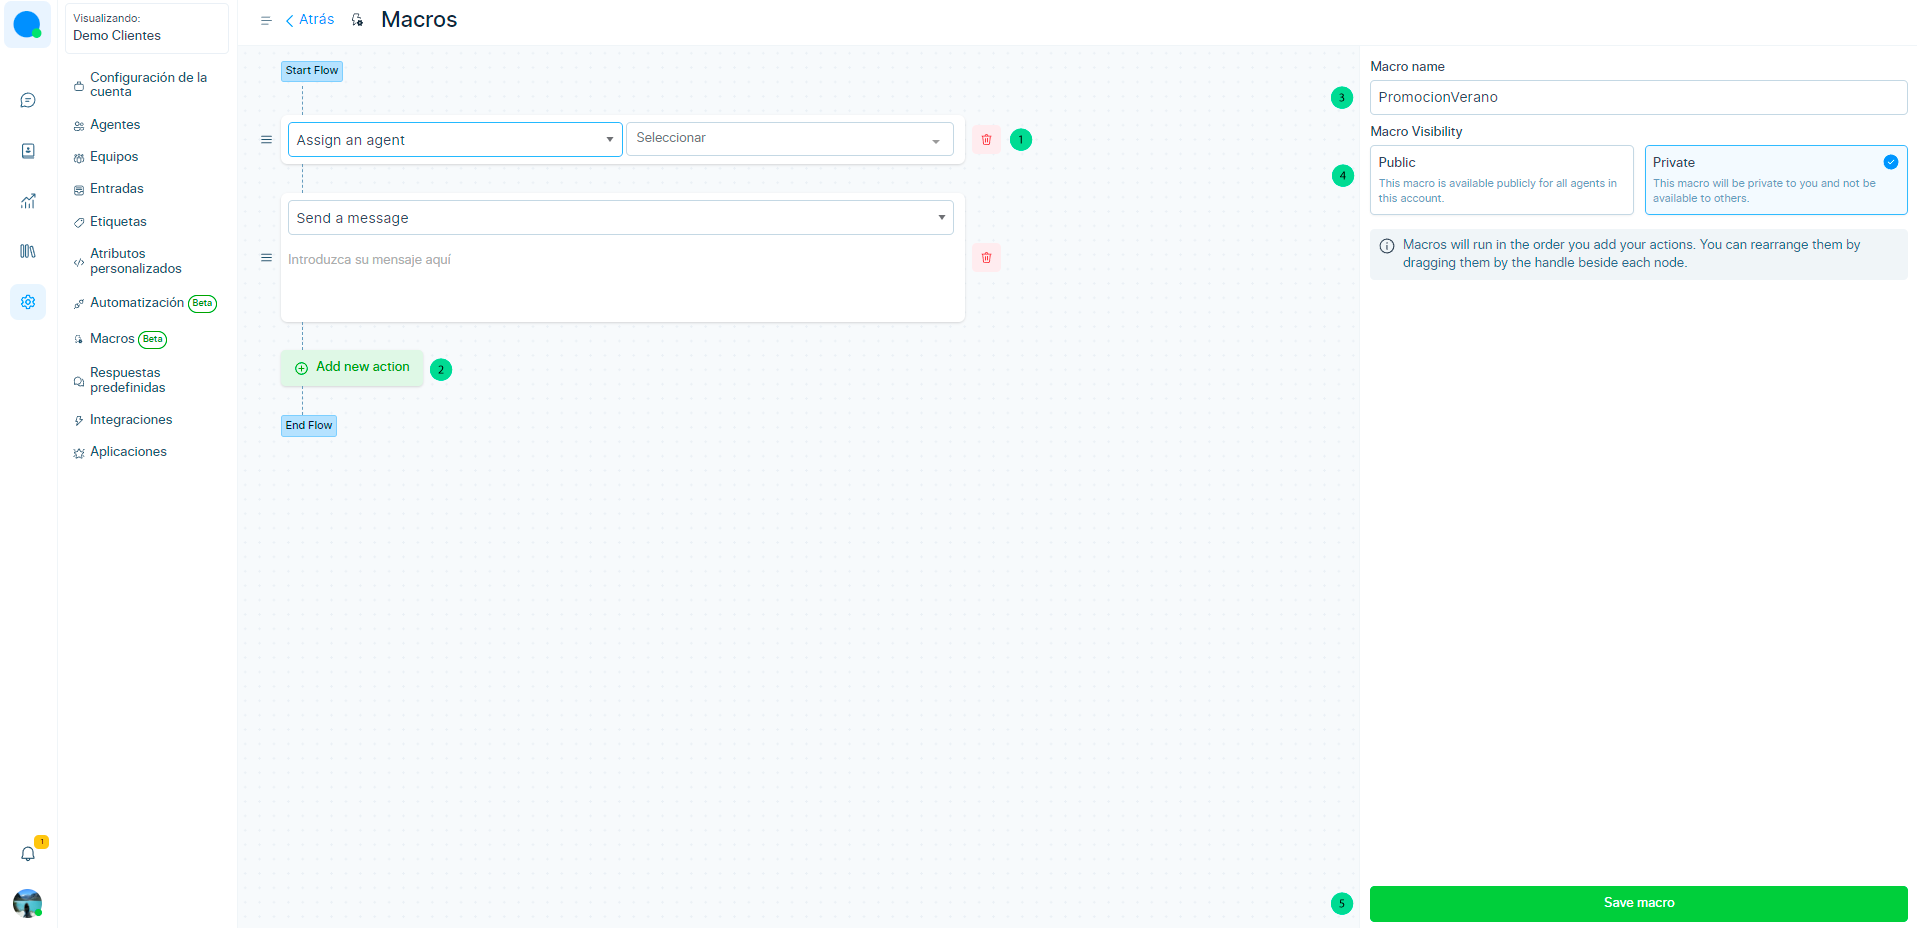 Visualizando:
Demo Clientes
Configuración de la
cuenta
Agentes
Equipos
Entradas
Etiquetas
Atributos
personalizados
Automatización Beta
Macros Beta
Respuestas
predefinidas
Integraciones
Aplicaciones
1
Atrás Macros
Start Flow
Assign an agent Seleccionar 1
Send a message
Introduzca su mensaje aquí
Add new action 2
End Flow
Macro name
3 PromocionVerano
Macro Visibility
4
Public
This macro is available publicly for all agents in
this account.
Private
This macro will be private to you and not be
available to others.
Macros will run in the order you add your actions. You can rearrange them by
dragging them by the handle beside each node.
5 Save macro